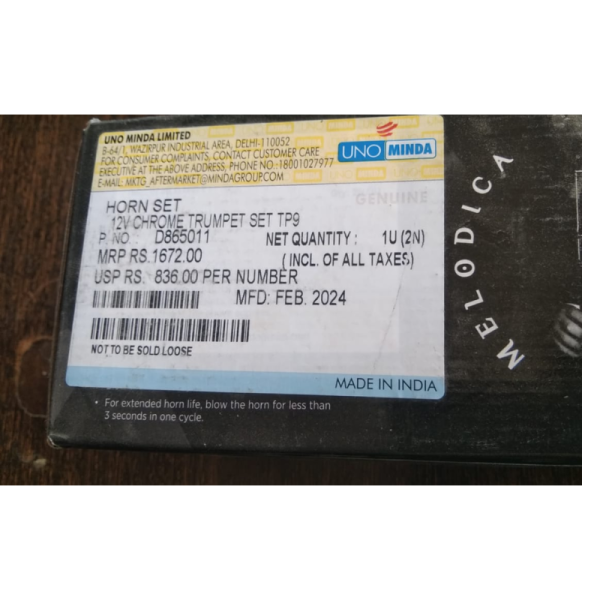 UNO MINDA LIMITED
B-64/1, WAZIRPUR INDUSTRIAL AREA, DELHI-110052
FOR CONSUMER COMPLAINTS, CONTACT CUSTOMER CARE
EXECUTIVE AT THE ABOVE ADDRESS, PHONE NO.-18001027977
E-MAIL: MKTG_AFTERMARKET@MINDAGROUP.COM
UNO MINDA
GENUINE
HORN SET
12V CHROME TRUMPET SET TP9
P. NO. D865011 NET QUANTITY : 1U (2N)
MRP RS.1672.00 ( INCL. OF ALL TAXES)
USP RS. 836.00 PER NUMBER
MFD: FEB. 2024
NOT TO BE SOLD LOOSE
MADE IN INDIA
• For extended horn life, blow the horn for less than
3 seconds in one cycle.
MELODICA